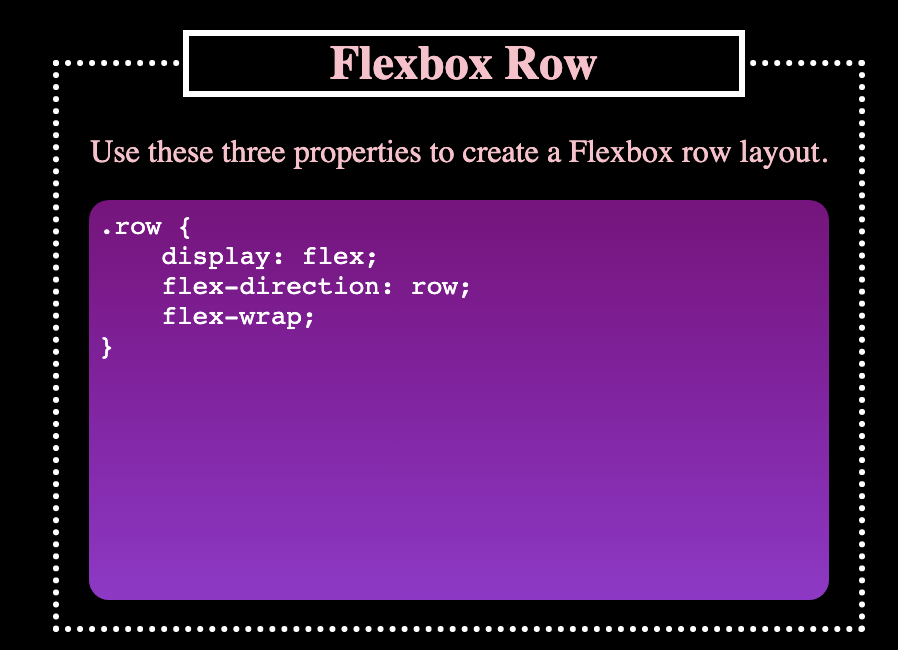 Flexbox Row
Use these three properties to create a Flexbox row layout.
.row {
    display: flex;
    flex-direction: row;
    flex-wrap;
}